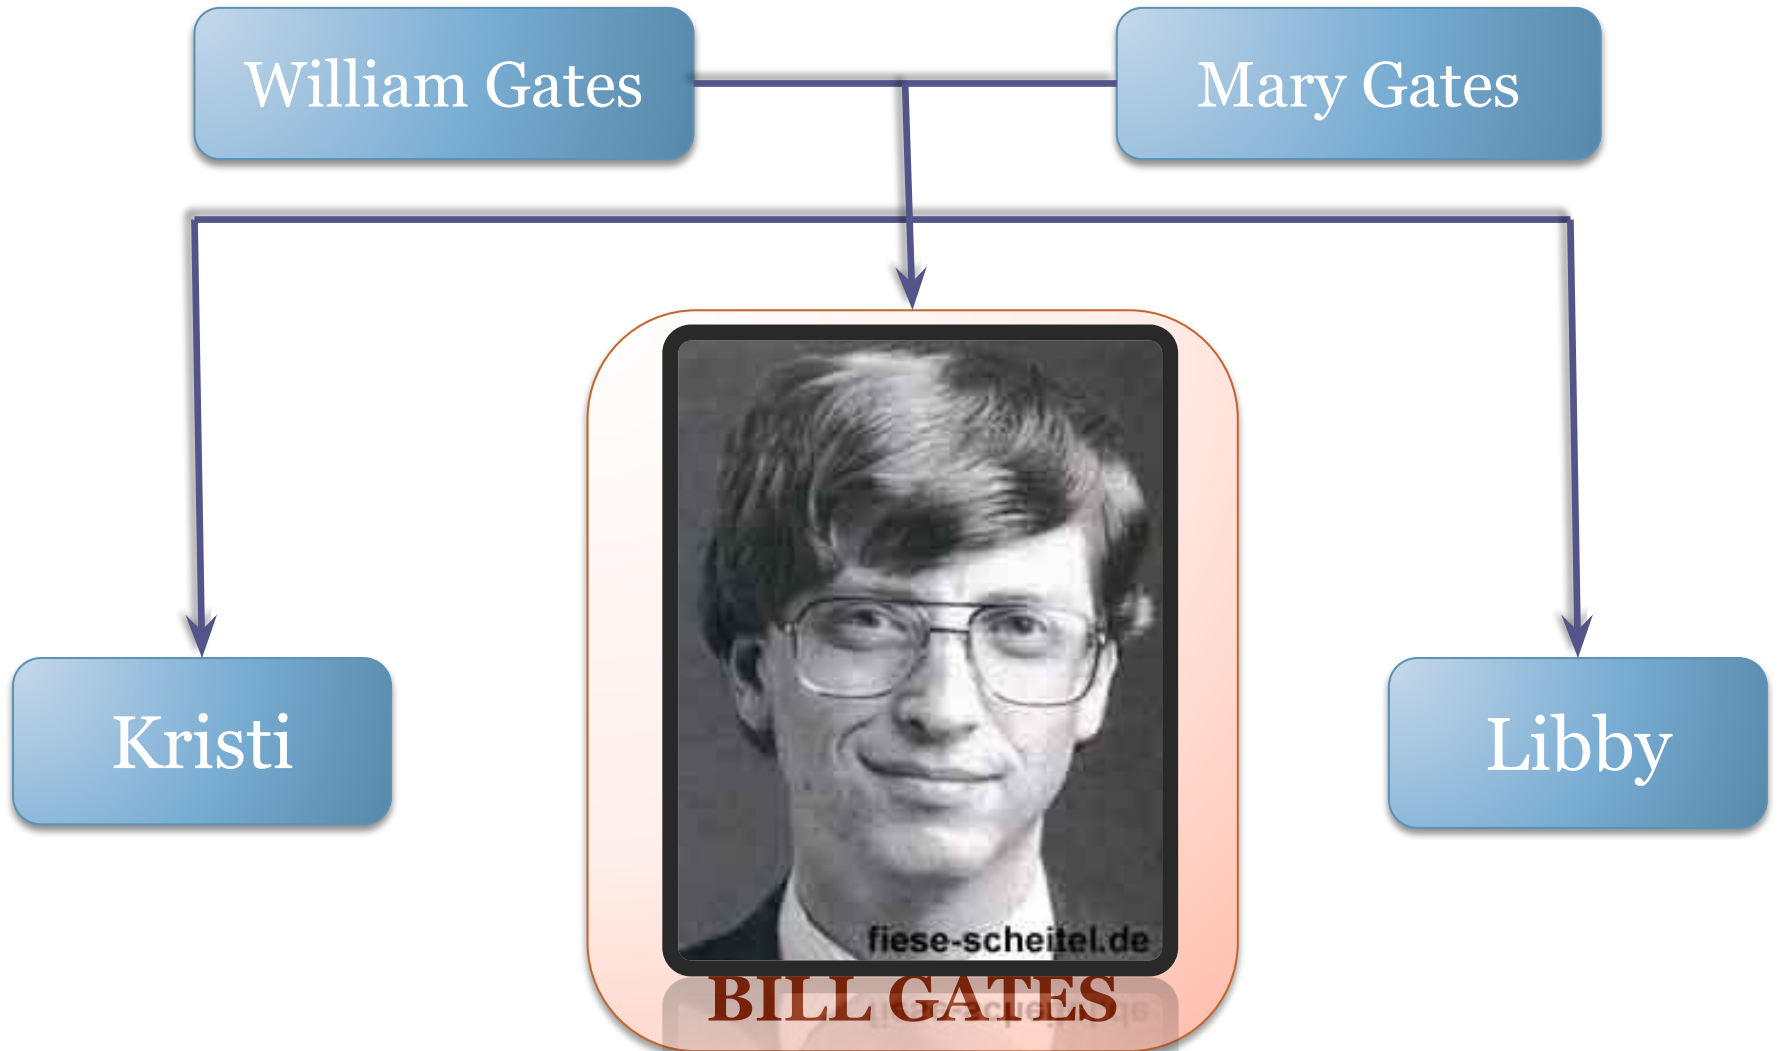 William Gates
Mary Gates
Kristi
Libby
fiese-scheitel.de
BILL GATES